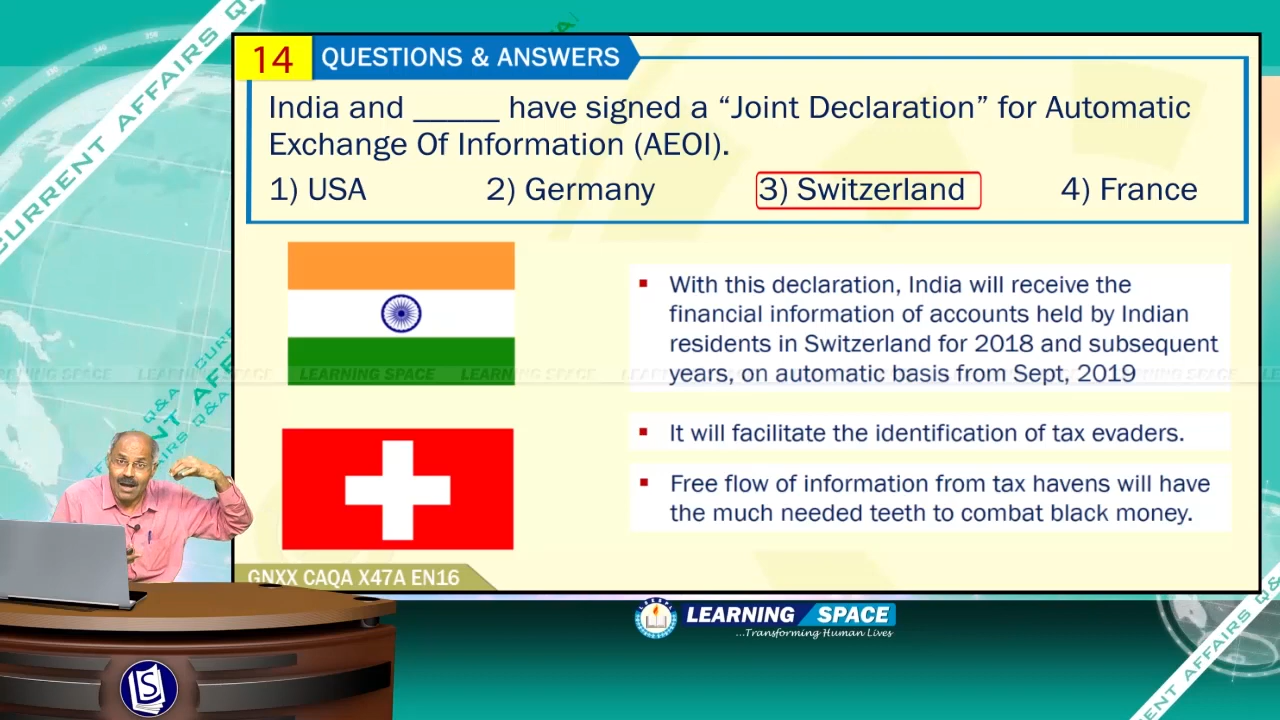 CURRENT AFFAIRS
14
QUESTIONS & ANSWERS
India and _____ have signed a “Joint Declaration” for Automatic
Exchange Of Information (AEOI).
1) USA 2) Germany 3) Switzerland 4) France
With this declaration, India will receive the
financial information of accounts held by Indian
residents in Switzerland for 2018 and subsequent
years, on automatic basis from Sept, 2019
LEARNING SPACE LEARNING SPACE
It will facilitate the identification of tax evaders.
Free flow of information from tax havens will have
the much needed teeth to combat black money.
GNXX CAQA X47A EN16
LEARNING SPACE
...Transforming Human Lives
LS